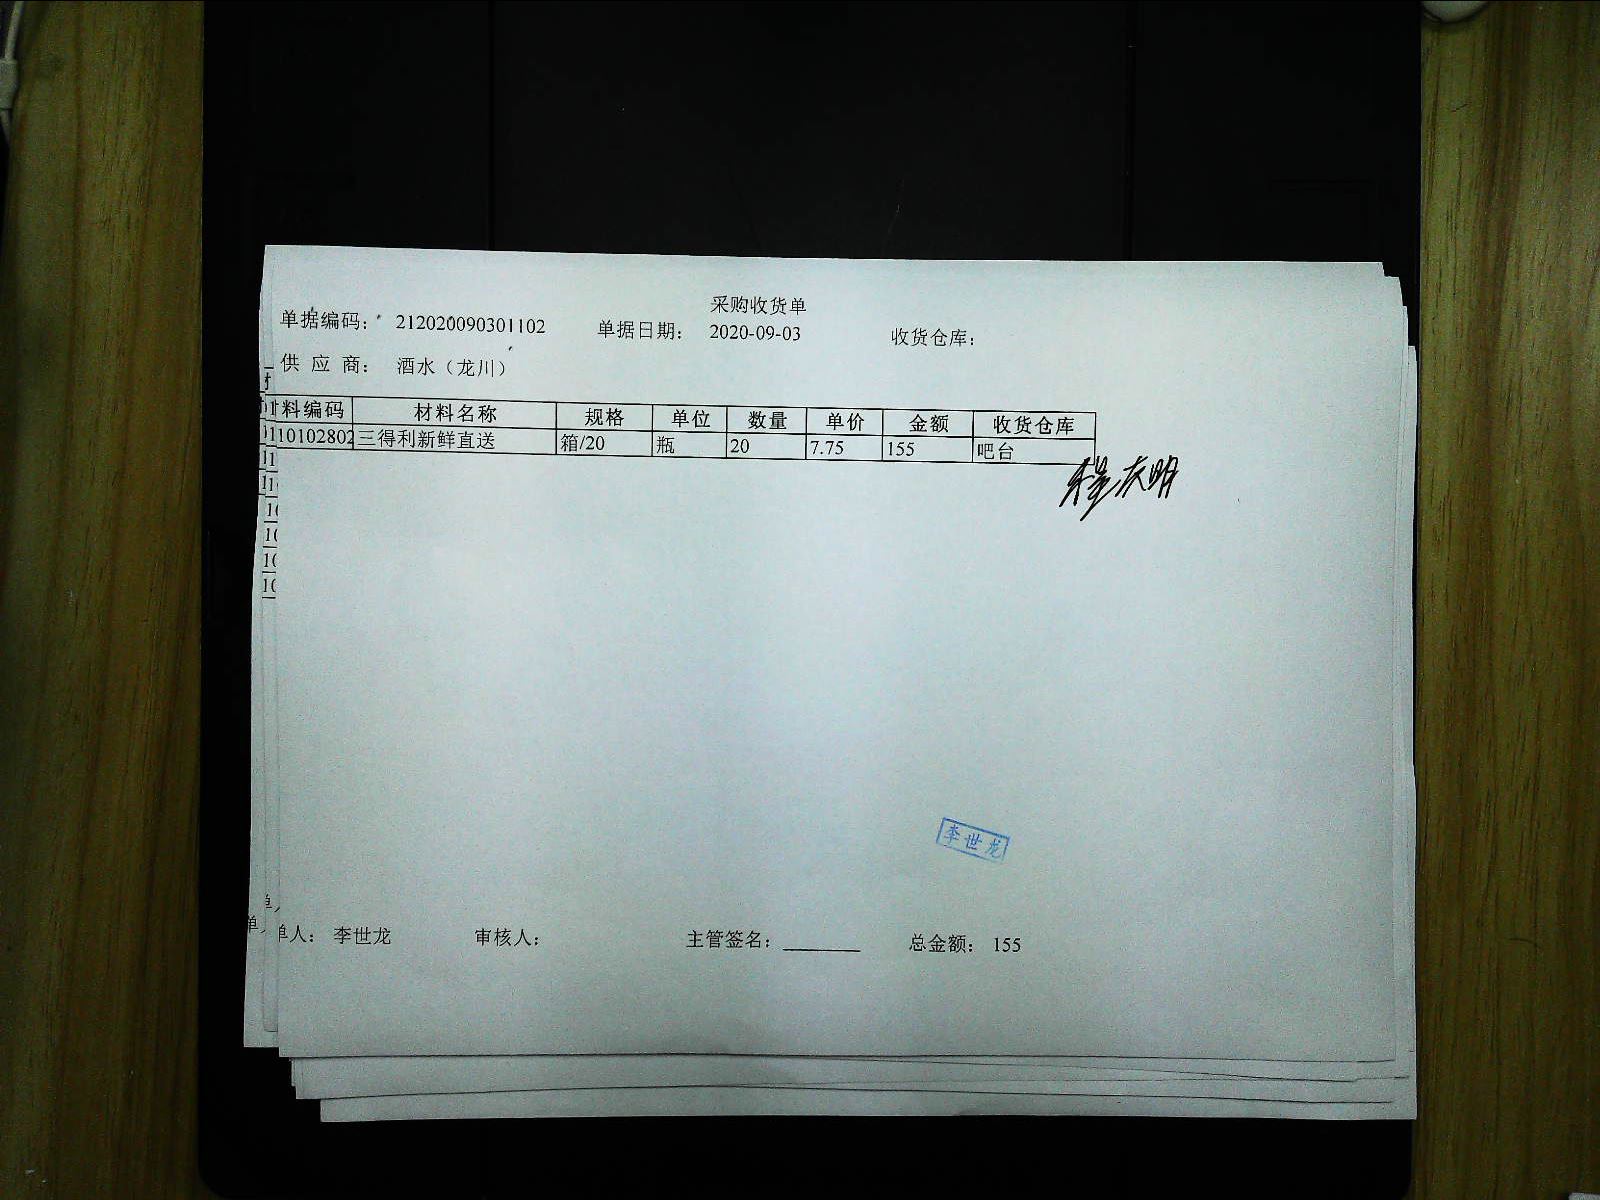 采购收货单
单据编码： 212020090301102 单据日期： 2020-09-03 收货仓库：
供 应 商： 酒水（龙川）
料编码 材料名称 规格 单位 数量 单价 金额 收货仓库
10102802 三得利新鲜直送 箱/20 瓶 20 7.75 155 吧台
李世龙
单人： 李世龙 审核人： 主管签名： 总金额： 155